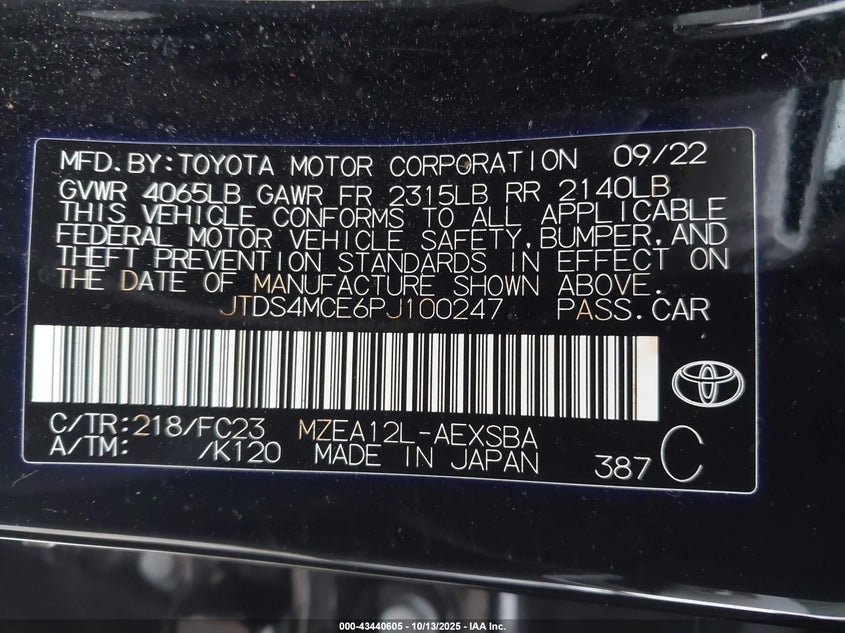 MFD.BY:TOYOTA MOTOR CORPORATION 09/22
GVWR 4065LB GAWR FR 2315LB RR 2140LB
THIS VEHICLE CONFORMS TO ALL APPLICABLE
FEDERAL MOTOR VEHICLE SAFETY,BUMPER,AND
THEFT PREVENTION STANDARDS IN EFFECT ON
THE DATE OF MANUFACTURE SHOWN ABOVE.
JTDS4MCE6PJ100247 PASS.CAR
C/TR:218/FC23 MZEA12L-AEXSBA
A/TM: /K120 MADE IN JAPAN 387 C
000-43440605 - 10/13/2025 - IAA Inc.